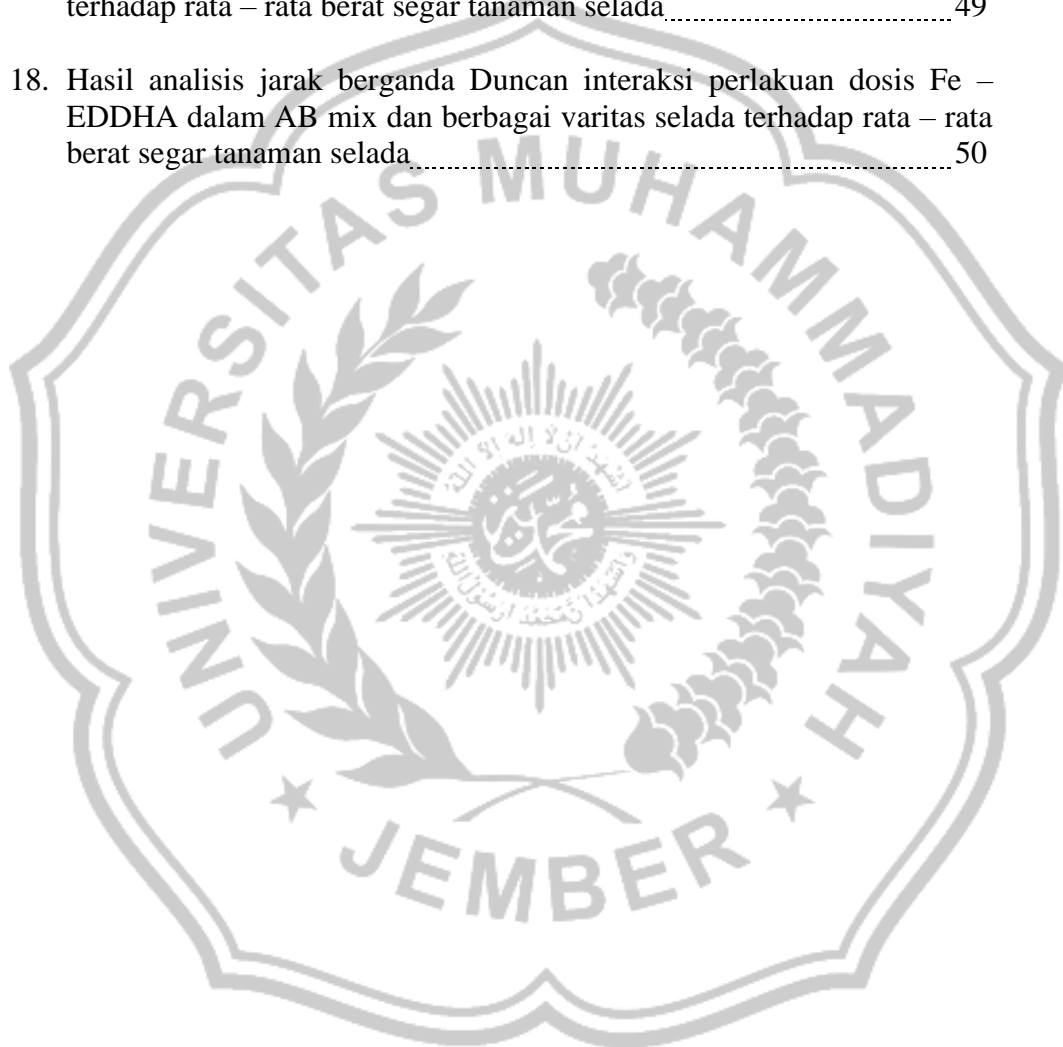 terhadap rata – rata berat segar tanaman selada 49
18. Hasil analisis jarak berganda Duncan interaksi perlakuan dosis Fe –
EDDHA dalam AB mix dan berbagai varitas selada terhadap rata – rata
berat segar tanaman selada 50
UNIVERSITAS MUHAMMADIYAH
JEMBER